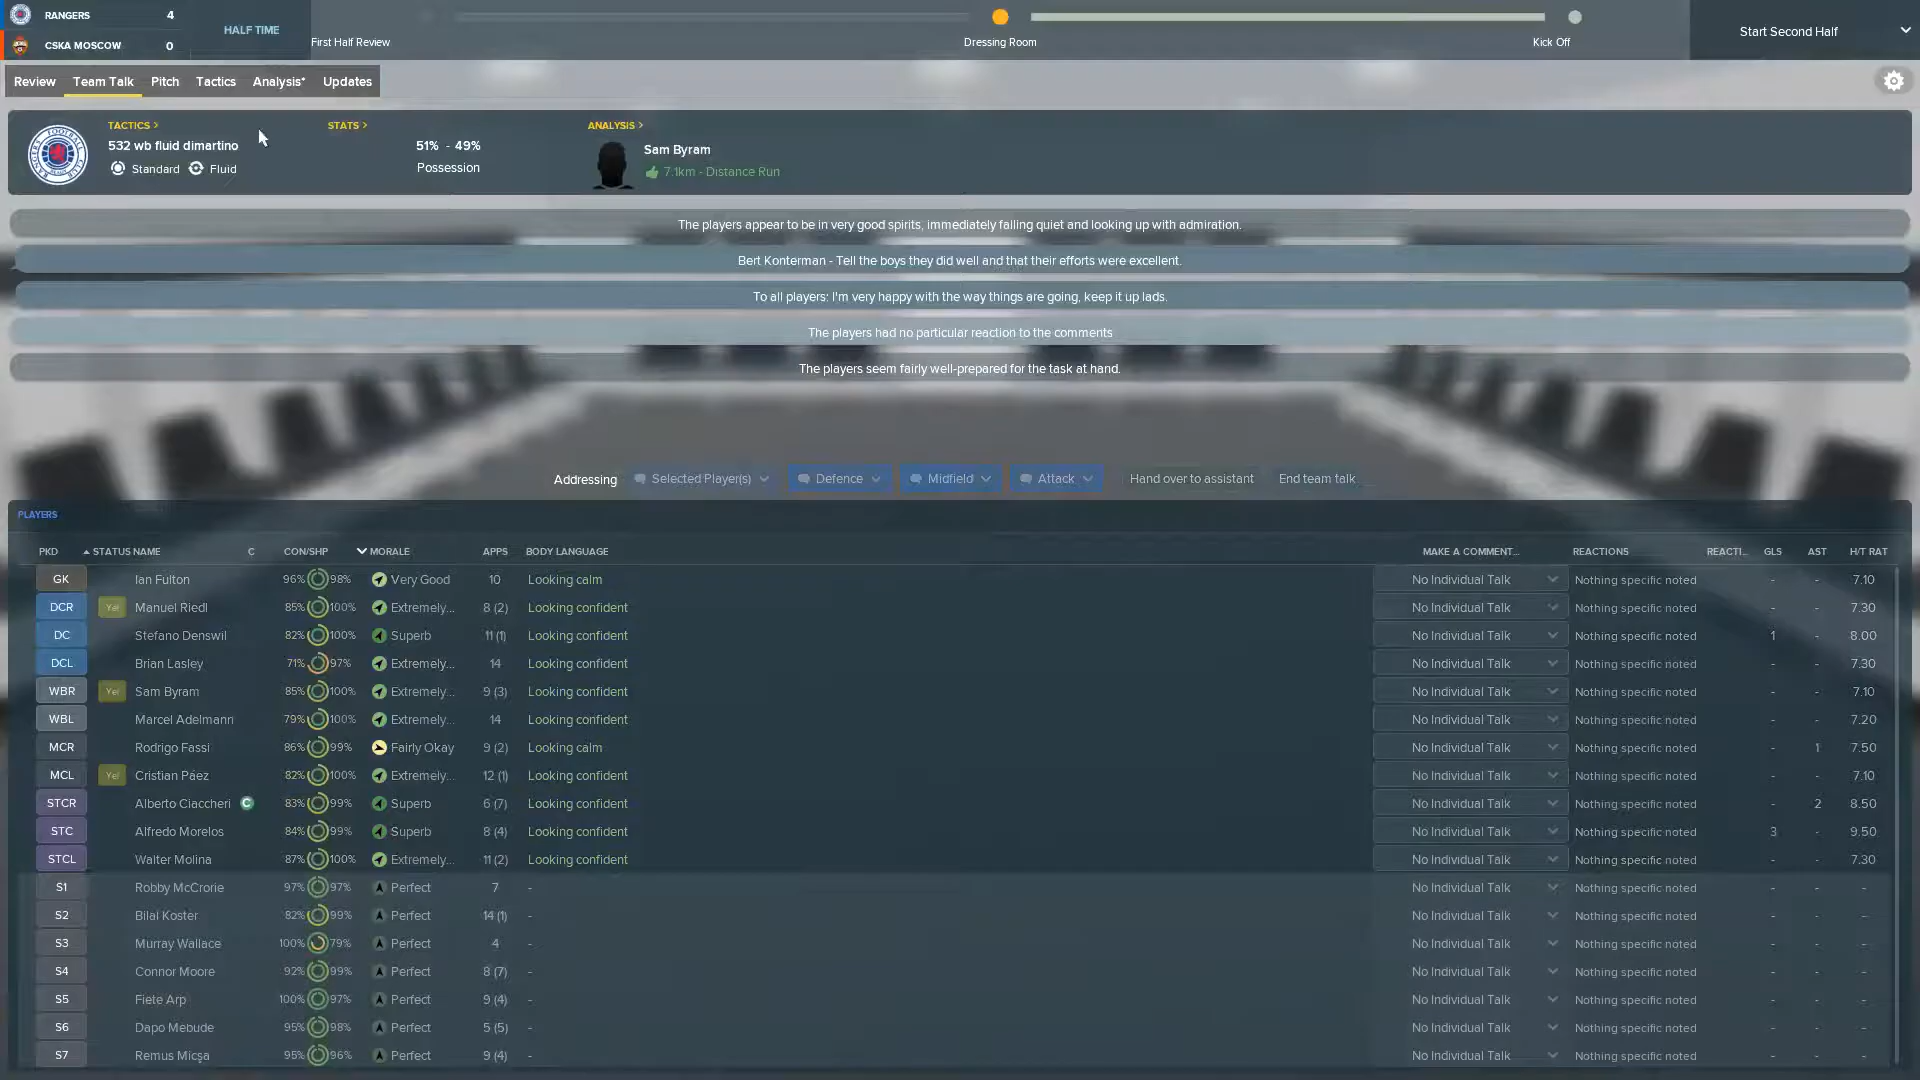 RANGERS 4
CSKA MOSCOW 0
HALF TIME
First Half Review
Dressing Room
Kick Off
Start Second Half
Review Team Talk Pitch Tactics Analysis* Updates
TACTICS > STATS > ANALYSIS >
532 wb fluid dimartino 51% - 49% Sam Byram
Standard Fluid Possession 7.1km - Distance Run
The players appear to be in very good spirits, immediately falling quiet and looking up with admiration.
Bert Konterman - Tell the boys they did well and that their efforts were excellent.
To all players: I'm very happy with the way things are going, keep it up lads.
The players had no particular reaction to the comments
The players seem fairly well-prepared for the task at hand.
Addressing Selected Player(s) Defence Midfield Attack Hand over to assistant End team talk
PLAYERS
PKD STATUS NAME C CON/SHP MORALE APPS BODY LANGUAGE MAKE A COMMENT... REACTIONS REACTI... GLS AST H/T RAT
GK Ian Fulton 96% 98% Very Good 10 Looking calm No Individual Talk Nothing specific noted - - 7.10
DCR Yel Manuel Riedl 85% 100% Extremely... 8 (2) Looking confident No Individual Talk Nothing specific noted - - 7.30
DC Stefano Denswil 82% 100% Superb 11 (1) Looking confident No Individual Talk Nothing specific noted 1 - 8.00
DCL Brian Lasley 71% 97% Extremely... 14 Looking confident No Individual Talk Nothing specific noted - - 7.30
WBR Yel Sam Byram 85% 100% Extremely... 9 (3) Looking confident No Individual Talk Nothing specific noted - - 7.10
WBL Marcel Adelmann 79% 100% Extremely... 14 Looking confident No Individual Talk Nothing specific noted - - 7.20
MCR Rodrigo Fassi 86% 99% Fairly Okay 9 (2) Looking calm No Individual Talk Nothing specific noted - 1 7.50
MCL Yel Cristian Páez 82% 100% Extremely... 12 (1) Looking confident No Individual Talk Nothing specific noted - - 7.10
STCR Alberto Ciaccheri C 83% 99% Superb 6 (7) Looking confident No Individual Talk Nothing specific noted - 2 8.50
STC Alfredo Morelos 84% 99% Superb 8 (4) Looking confident No Individual Talk Nothing specific noted 3 - 9.50
STCL Walter Molina 87% 100% Extremely... 11 (2) Looking confident No Individual Talk Nothing specific noted - - 7.30
S1 Robby McCrorie 97% 97% Perfect 7 - No Individual Talk Nothing specific noted - - -
S2 Bilal Koster 82% 99% Perfect 14 (1) - No Individual Talk Nothing specific noted - - -
S3 Murray Wallace 100% 79% Perfect 4 - No Individual Talk Nothing specific noted - - -
S4 Connor Moore 92% 99% Perfect 8 (7) - No Individual Talk Nothing specific noted - - -
S5 Fiete Arp 100% 97% Perfect 9 (4) - No Individual Talk Nothing specific noted - - -
S6 Dapo Mebude 95% 98% Perfect 5 (5) - No Individual Talk Nothing specific noted - - -
S7 Remus Micșa 95% 96% Perfect 9 (4) - No Individual Talk Nothing specific noted - - -